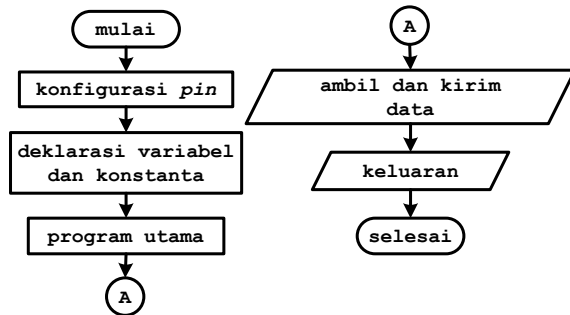 mulai
konfigurasi pin
deklarasi variabel
dan konstanta
program utama
A
A
ambil dan kirim
data
keluaran
selesai